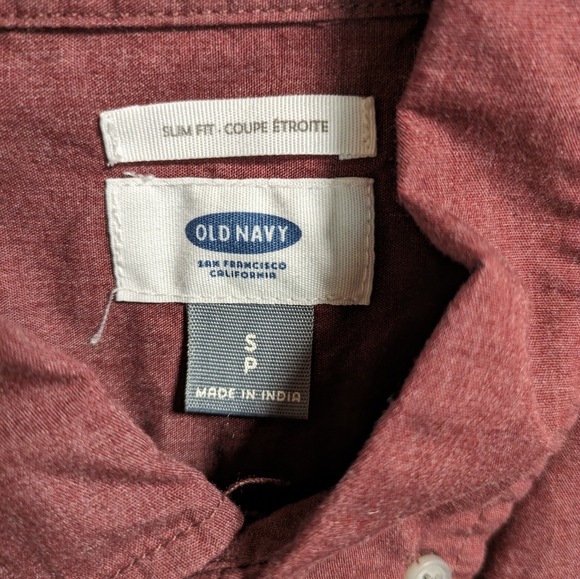 SLIM FIT · COUPE ÉTROITE
OLD NAVY
SAN FRANCISCO
CALIFORNIA
S
P
MADE IN INDIA